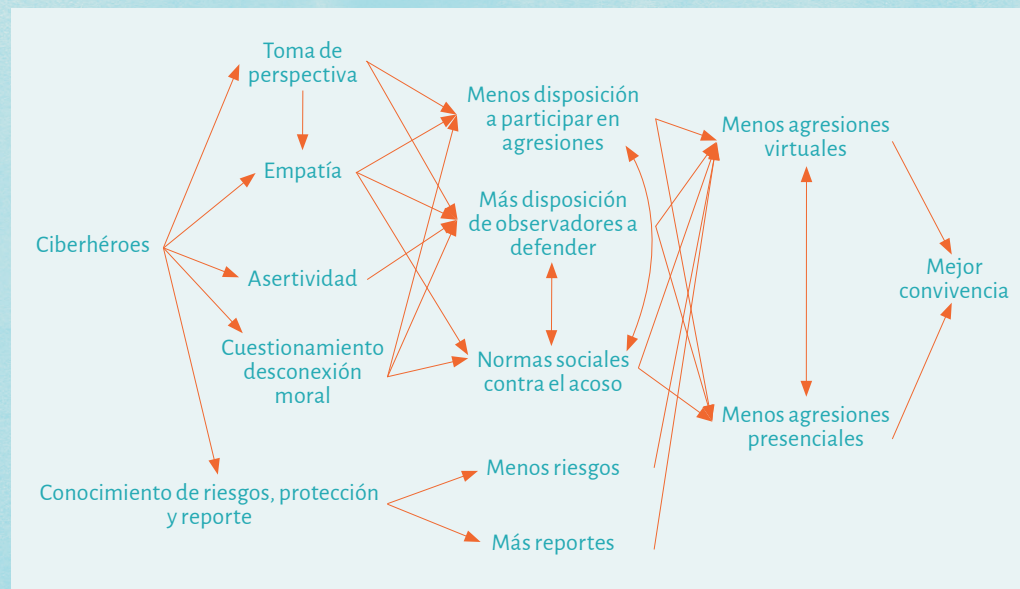 Toma de
perspectiva
Menos disposición
a participar en
agresiones
Menos agresiones
virtuales
Empatía
Más disposición
de observadores a
defender
Ciberhéroes
Asertividad
Mejor
convivencia
Cuestionamiento
desconexión
moral
Normas sociales
contra el acoso
Menos agresiones
presenciales
Menos riesgos
Conocimiento de riesgos, protección
y reporte
Más reportes